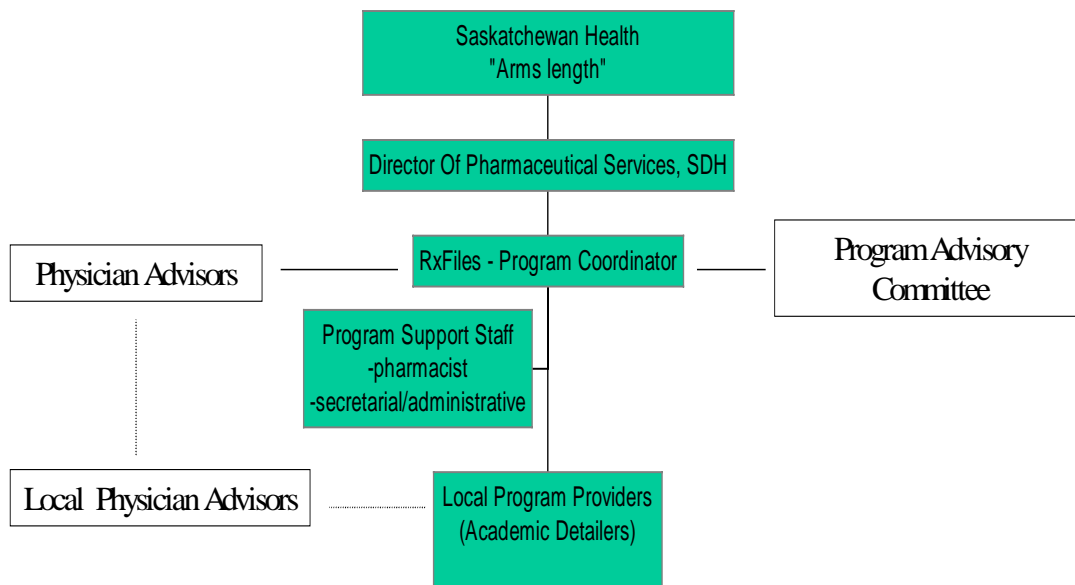 Saskatchewan Health
"Arms length"
Director Of Pharmaceutical Services, SDH
Physician Advisors
RxFiles - Program Coordinator
Program Advisory
Committee
Program Support Staff
-pharmacist
-secretarial/administrative
Local Physician Advisors
Local Program Providers
(Academic Detailers)